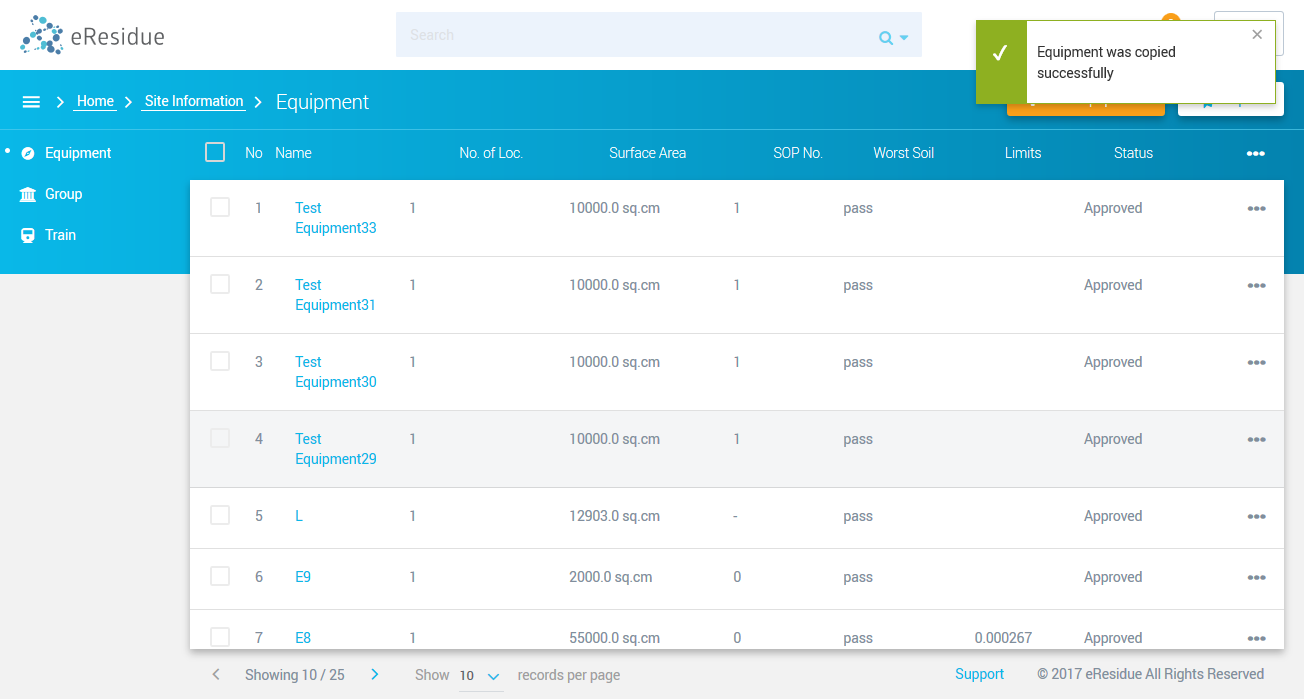 eResidue
Search
Equipment was copied
successfully
Home
Site Information
Equipment
Equipment
Group
Train
No Name No. of Loc. Surface Area SOP No. Worst Soil Limits Status
1 Test Equipment33 1 10000.0 sq.cm 1 pass Approved
2 Test Equipment31 1 10000.0 sq.cm 1 pass Approved
3 Test Equipment30 1 10000.0 sq.cm 1 pass Approved
4 Test Equipment29 1 10000.0 sq.cm 1 pass Approved
5 L 1 12903.0 sq.cm - pass Approved
6 E9 1 2000.0 sq.cm 0 pass Approved
7 E8 1 55000.0 sq.cm 0 pass 0.000267 Approved
Showing 10 / 25 Show 10 records per page Support © 2017 eResidue All Rights Reserved